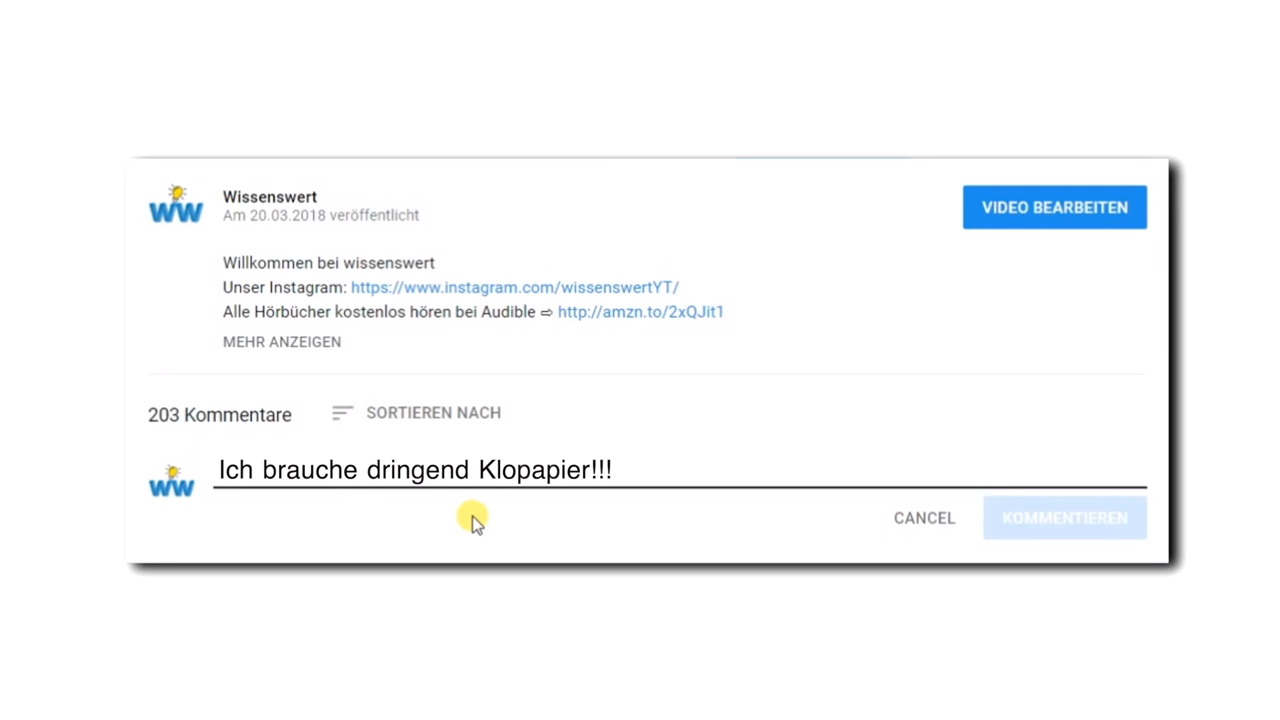 WW
Wissenswert
Am 20.03.2018 veröffentlicht
VIDEO BEARBEITEN
Willkommen bei wissenswert
Unser Instagram: https://www.instagram.com/wissenswertYT/
Alle Hörbücher kostenlos hören bei Audible ⇨ http://amzn.to/2xQJit1
MEHR ANZEIGEN
203 Kommentare
SORTIEREN NACH
WW
Ich brauche dringend Klopapier!!!
CANCEL
KOMMENTIEREN